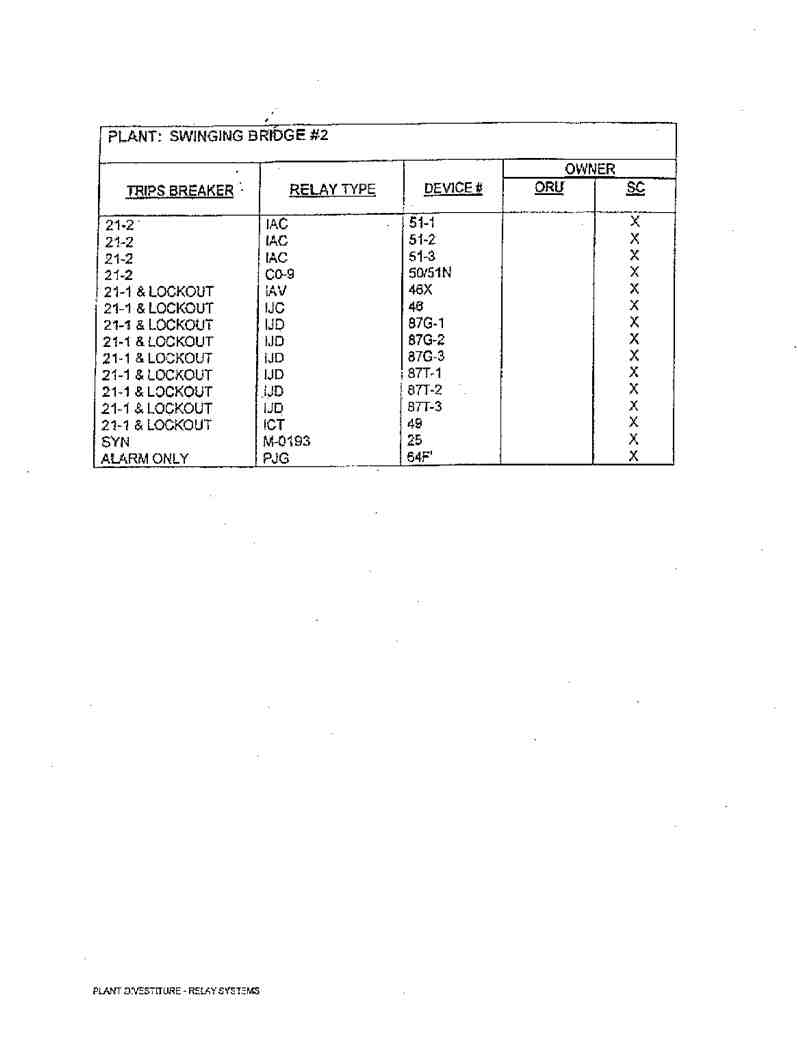 PLANT: SWINGING BRIDGE #2
OWNER
TRIPS BREAKER RELAY TYPE DEVICE # ORU SC
21-2 IAC 51-1 X
21-2 IAC 51-2 X
21-2 IAC 51-3 X
21-2 C0-9 50/51N X
21-1 & LOCKOUT IAV 46X X
21-1 & LOCKOUT IJC 46 X
21-1 & LOCKOUT IJD 87G-1 X
21-1 & LOCKOUT IJD 87G-2 X
21-1 & LOCKOUT IJD 87G-3 X
21-1 & LOCKOUT IJD 87T-1 X
21-1 & LOCKOUT IJD 87T-2 X
21-1 & LOCKOUT IJD 87T-3 X
21-1 & LOCKOUT ICT 49 X
SYN M-0193 25 X
ALARM ONLY PJG 64F X
PLANT DIVESTITURE - RELAY SYSTEMS